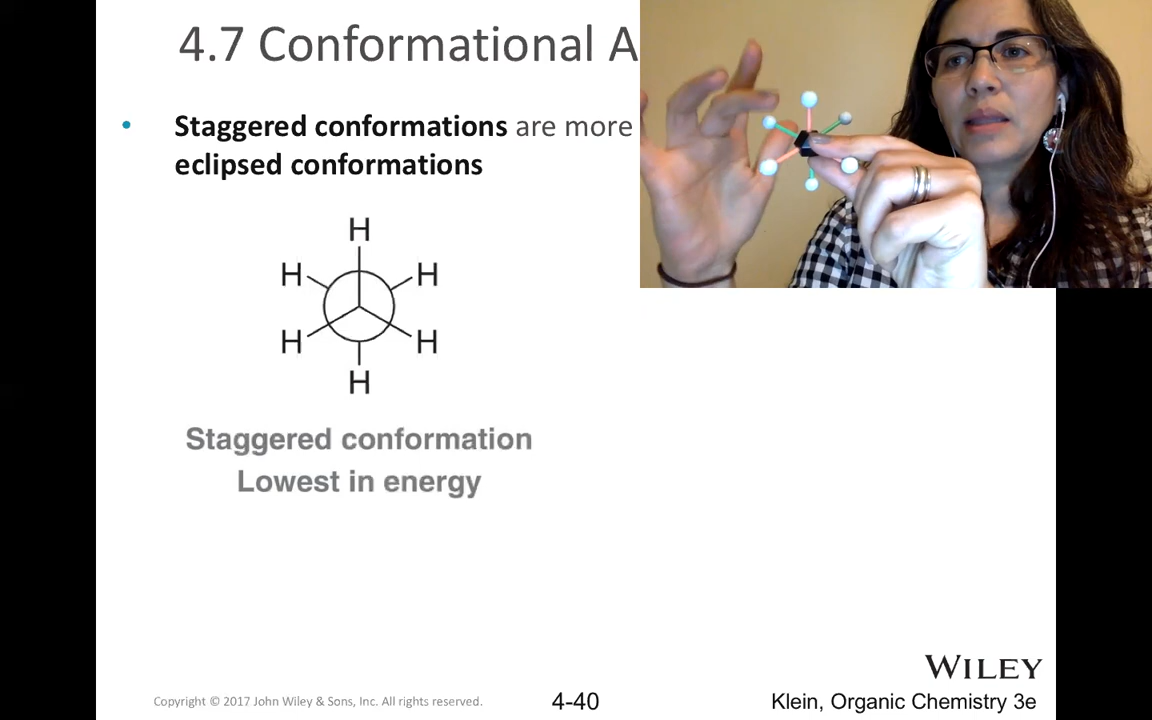 4.7 Conformational A
• Staggered conformations are more
eclipsed conformations
H
H H
H H
H
Staggered conformation
Lowest in energy
WILEY
Copyright © 2017 John Wiley & Sons, Inc. All rights reserved.
4-40
Klein, Organic Chemistry 3e